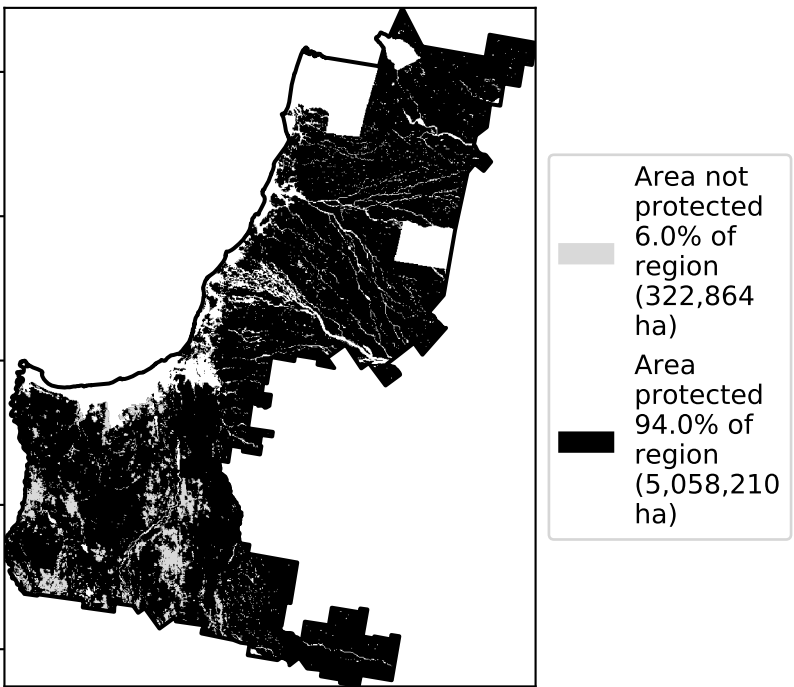 Area not
protected
6.0% of
region
(322,864
ha)
Area
protected
94.0% of
region
(5,058,210
ha)